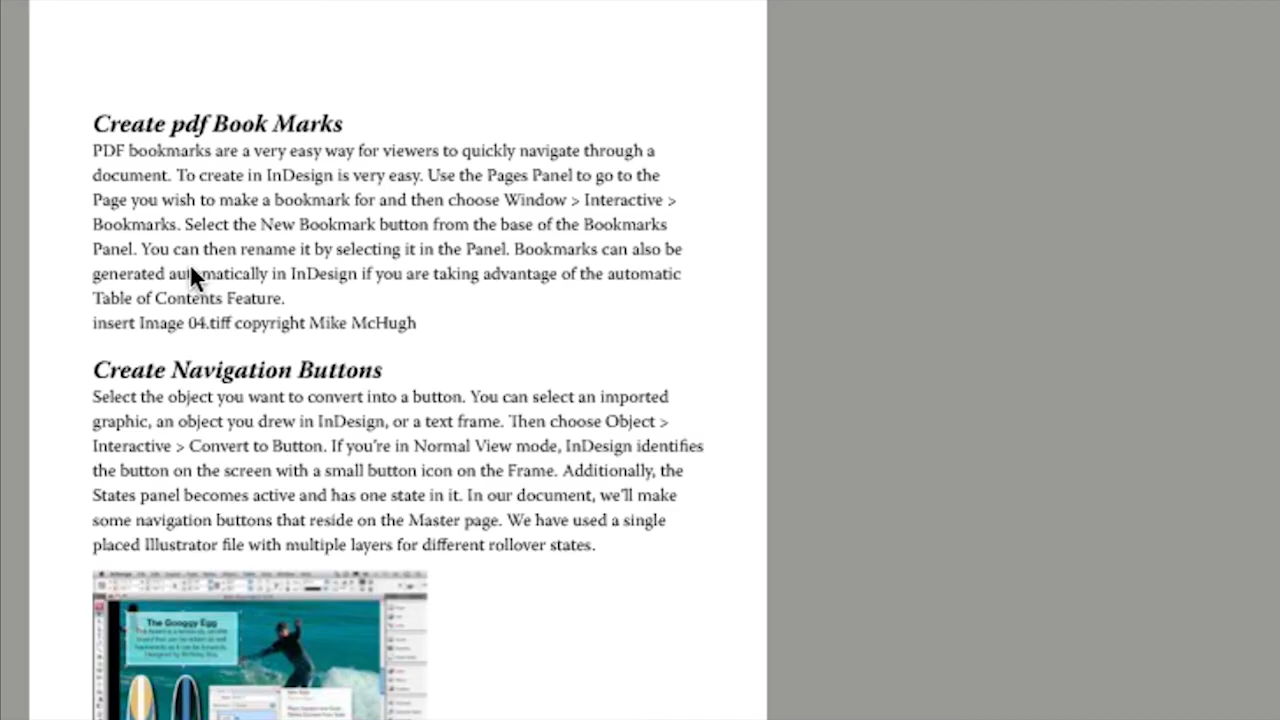 Create pdf Book Marks
PDF bookmarks are a very easy way for viewers to quickly navigate through a
document. To create in InDesign is very easy. Use the Pages Panel to go to the
Page you wish to make a bookmark for and then choose Window > Interactive >
Bookmarks. Select the New Bookmark button from the base of the Bookmarks
Panel. You can then rename it by selecting it in the Panel. Bookmarks can also be
generated automatically in InDesign if you are taking advantage of the automatic
Table of Contents Feature.
insert Image 04.tiff copyright Mike McHugh
Create Navigation Buttons
Select the object you want to convert into a button. You can select an imported
graphic, an object you drew in InDesign, or a text frame. Then choose Object >
Interactive > Convert to Button. If you're in Normal View mode, InDesign identifies
the button on the screen with a small button icon on the Frame. Additionally, the
States panel becomes active and has one state in it. In our document, we'll make
some navigation buttons that reside on the Master page. We have used a single
placed Illustrator file with multiple layers for different rollover states.
The Googgy Egg